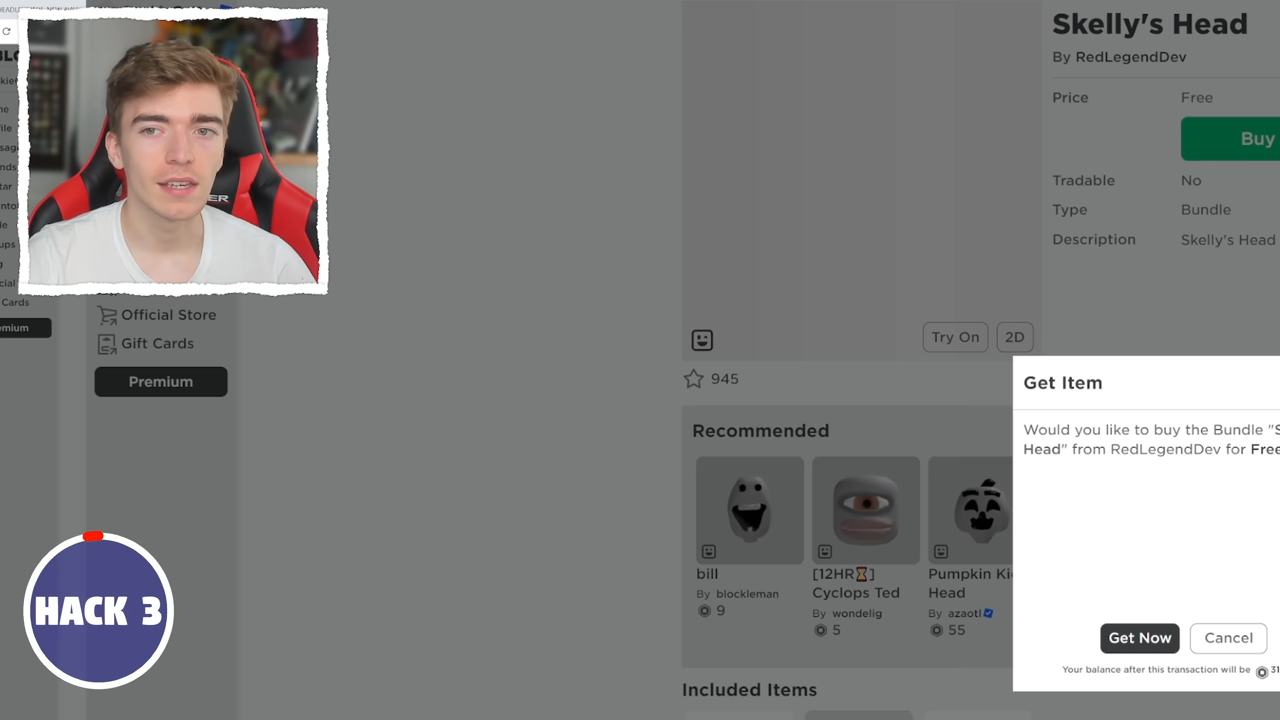 Skelly's Head
By RedLegendDev
Price Free
Buy
Tradable No
Type Bundle
Description Skelly's Head
Official Store
Gift Cards
Premium
Cards
Try On 2D
945
Recommended
bill
By blockleman
9
[12HR⌛]
Cyclops Ted
By wondelig
5
Pumpkin
Head
By azaotl
55
Included Items
Get Item
Would you like to buy the Bundle "S
Head" from RedLegendDev for Free
Get Now Cancel
Your balance after this transaction will be 31
HACK 3